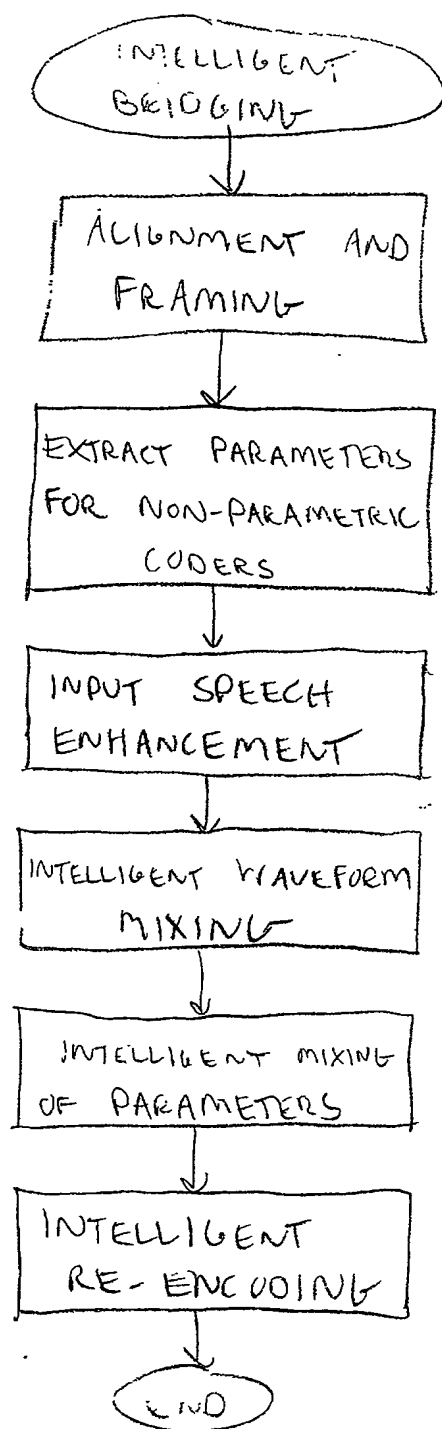 INTELLIGENT
BRIDGING
ALIGNMENT AND
FRAMING
EXTRACT PARAMETERS
FOR NON-PARAMETRIC
CODERS
INPUT SPEECH
ENHANCEMENT
INTELLIGENT WAVEFORM
MIXING
INTELLIGENT MIXING
OF PARAMETERS
INTELLIGENT
RE-ENCODING
END